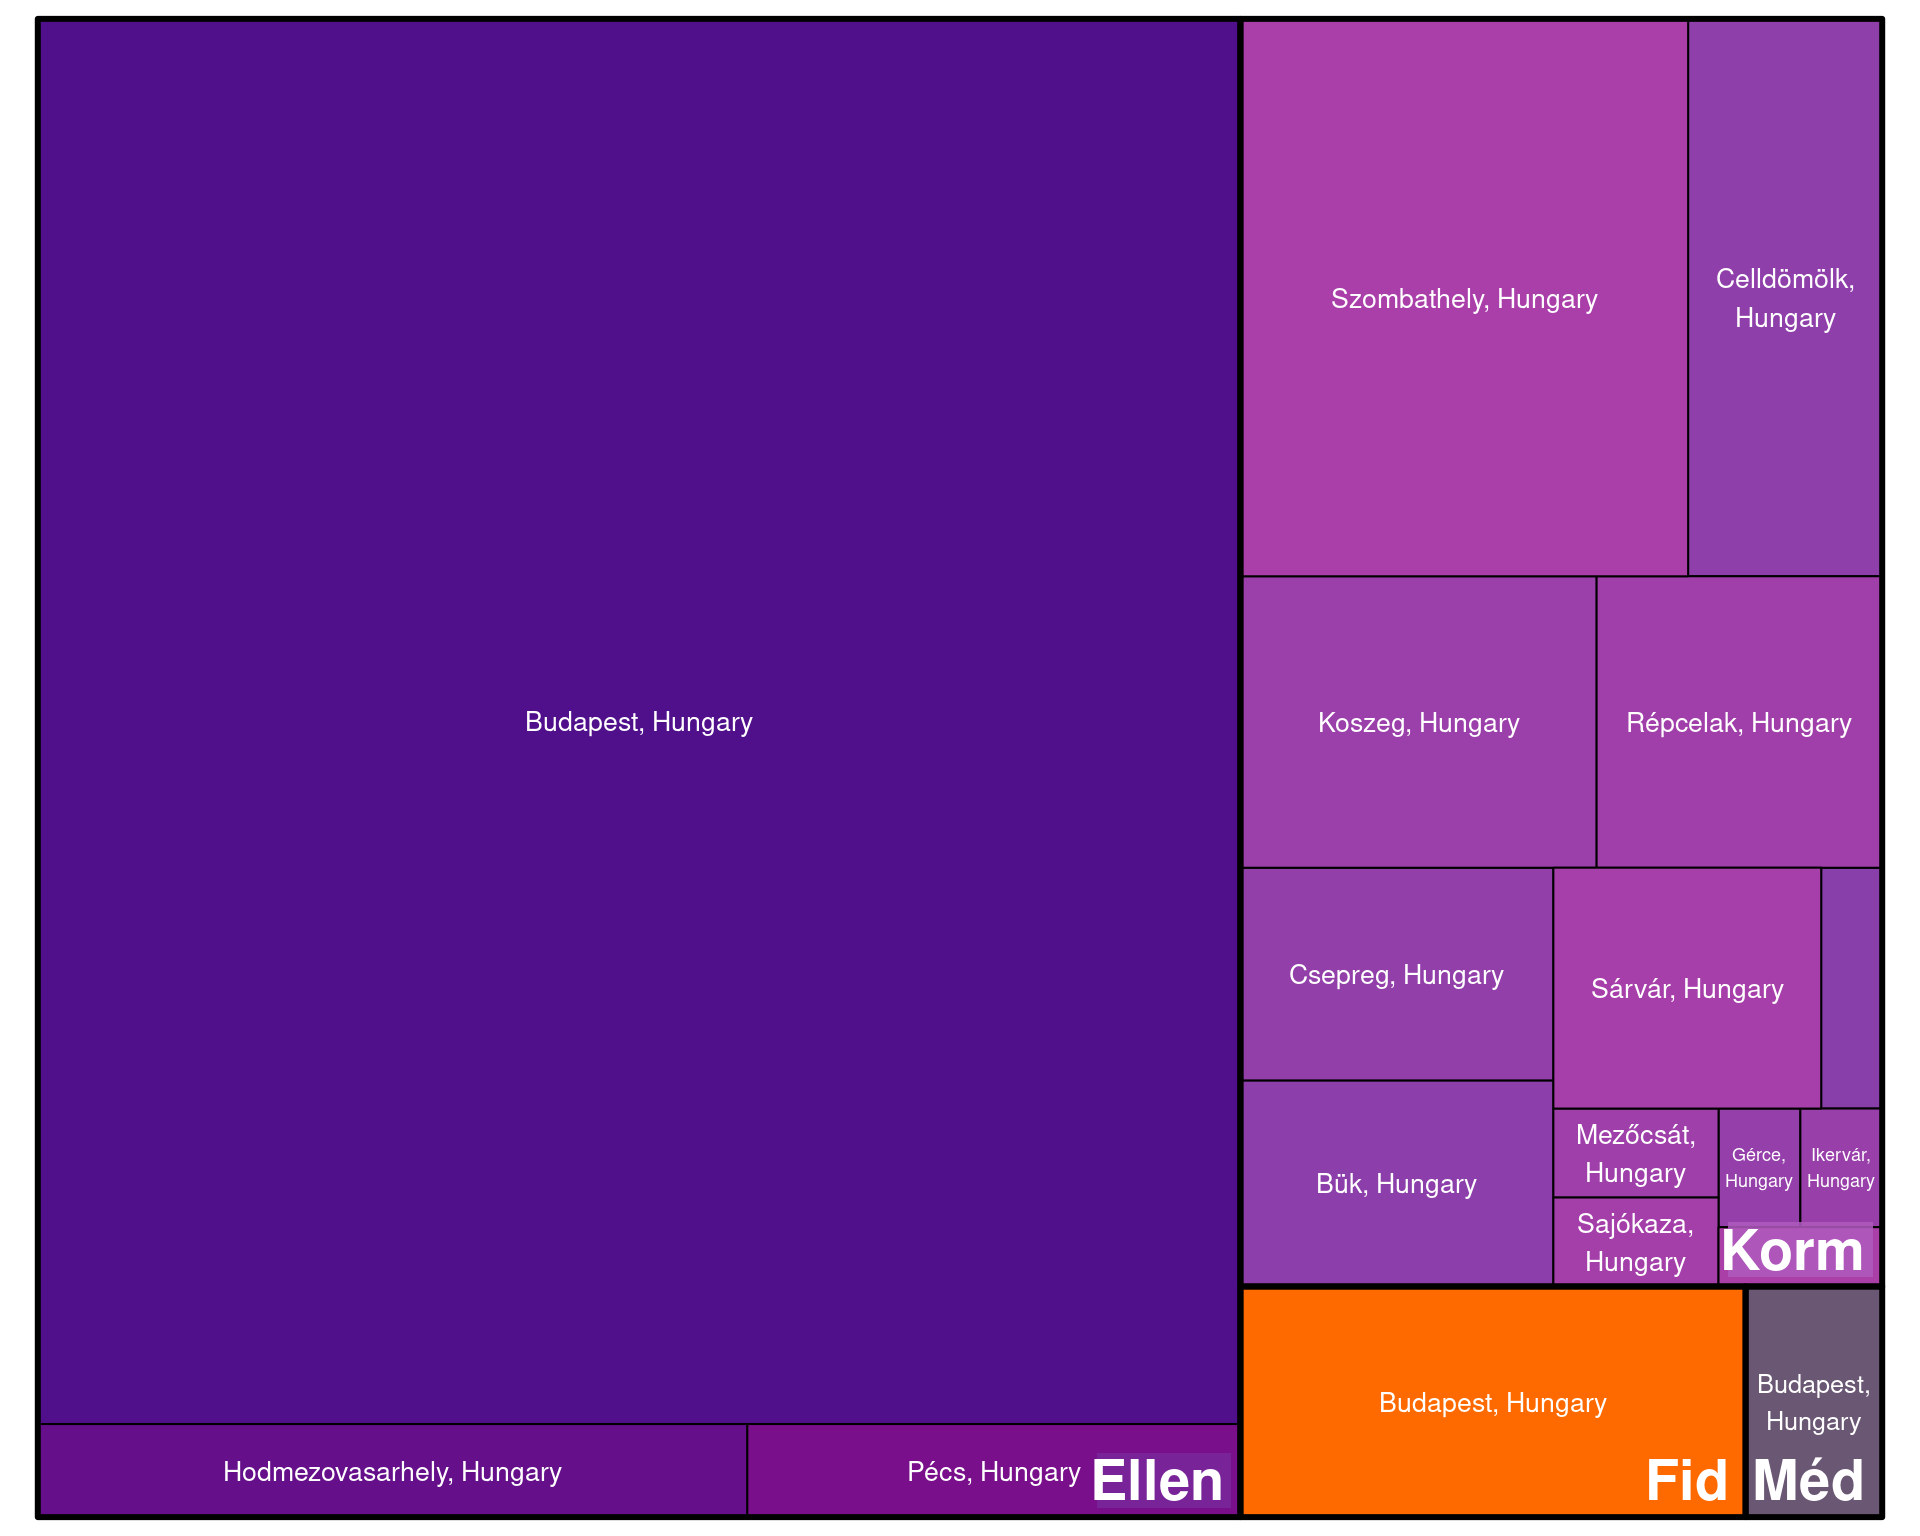 Budapest, Hungary
Hodmezovasarhely, Hungary
Pécs, Hungary
Ellen
Szombathely, Hungary
Celldömölk,
Hungary
Koszeg, Hungary
Répcelak, Hungary
Csepreg, Hungary
Sárvár, Hungary
Bük, Hungary
Mezőcsát,
Hungary
Gérce,
Hungary
Ikervár,
Hungary
Sajókaza,
Hungary
Korm
Budapest, Hungary
Fid
Budapest,
Hungary
Méd